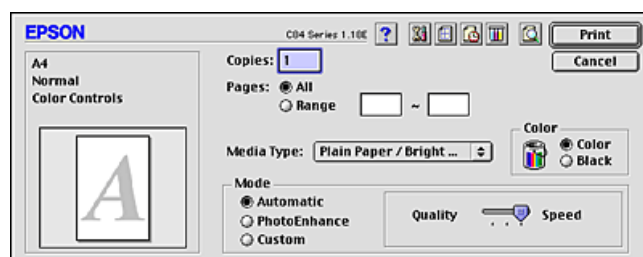 EPSON
C84 Series 1.10E
?
Print
Cancel
A4
Normal
Color Controls
A
Copies: 1
Pages: All
Range ~
Media Type: Plain Paper / Bright ...
Color
Color
Black
Mode
Automatic
PhotoEnhance
Custom
Quality Speed